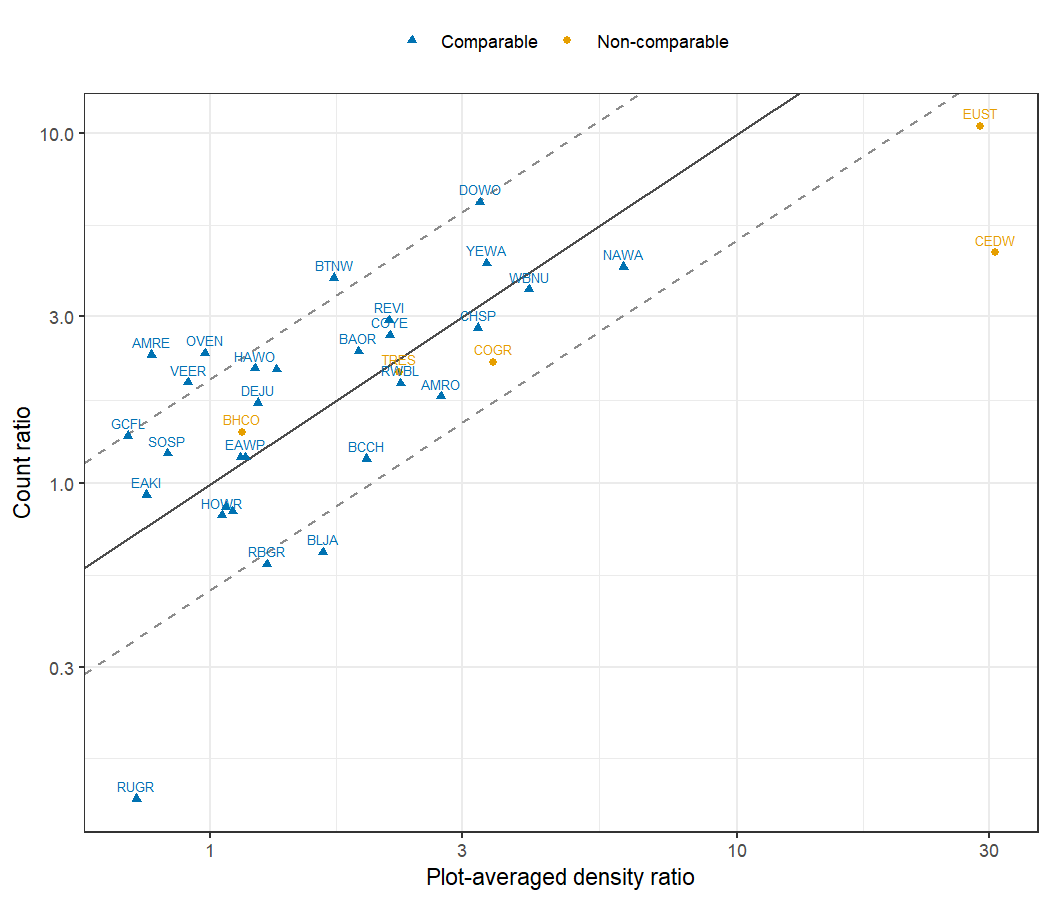 Comparable Non-comparable
10.0
EUST
DOWO
CEDW
YEWA
NAWA
BTNW
WBNU
3.0
REVI
CHSP
COYE
AMRE
OVEN
BAOR
COGR
HAWO
TRES
VEER
RWBL
AMRO
DEJU
GCFL
BHCO
SOSP
EAWP
BCCH
1.0
EAKI
HOWR
BLJA
RBGR
0.3
RUGR
1 3 10 30
Plot-averaged density ratio
Count ratio